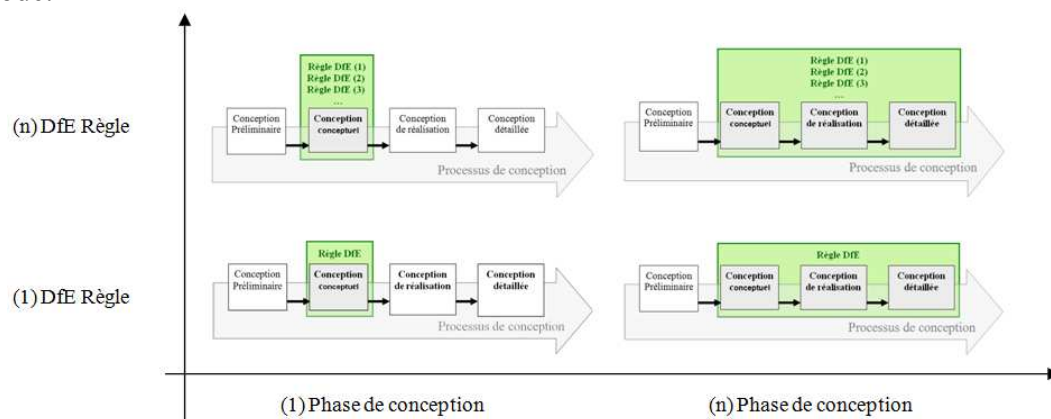 Règle DfE (1)
Règle DfE (2)
Règle DfE (3)
...
Conception
Préliminaire
Conception
conceptuel
Conception
de réalisation
Conception
détaillée
Processus de conception
Règle DfE (1)
Règle DfE (2)
Règle DfE (3)
...
Conception
Préliminaire
Conception
conceptuel
Conception
de réalisation
Conception
détaillée
Processus de conception
(n) DfE Règle
Règle DfE
Conception
Préliminaire
Conception
conceptuel
Conception
de réalisation
Conception
détaillée
Processus de conception
Règle DfE
Conception
Préliminaire
Conception
conceptuel
Conception
de réalisation
Conception
détaillée
Processus de conception
(1) DfE Règle
(1) Phase de conception
(n) Phase de conception